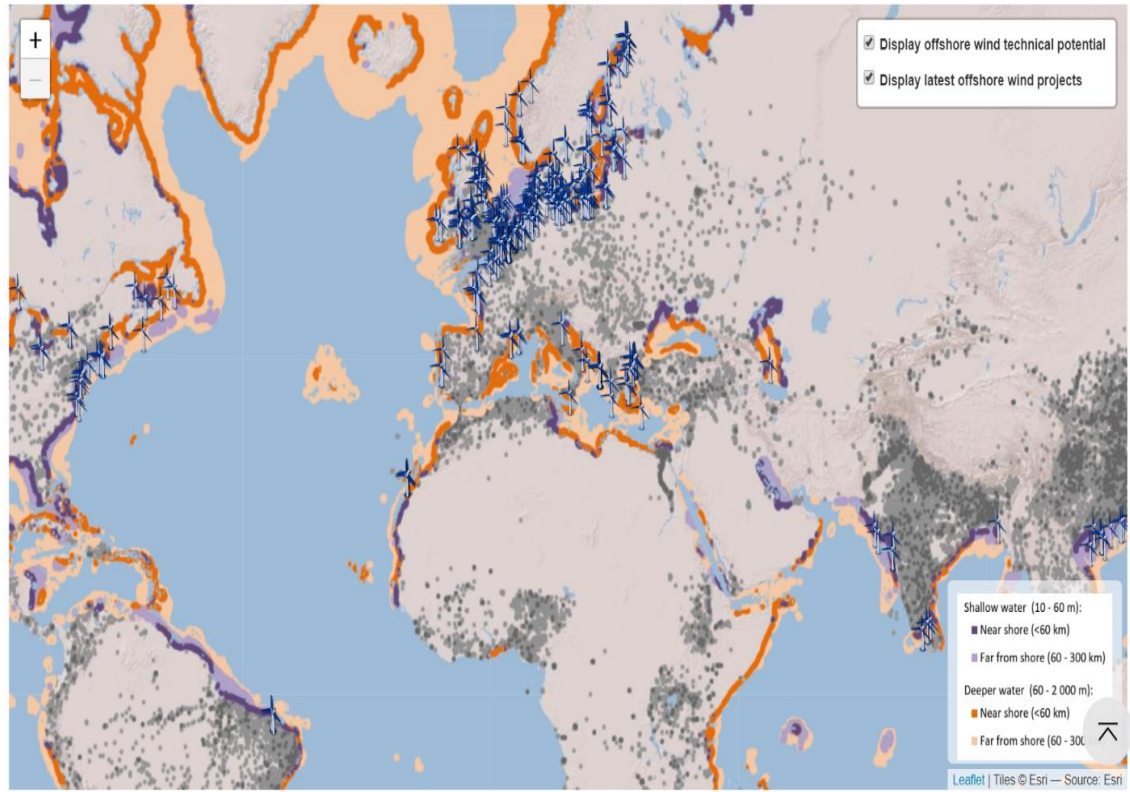 +
−
Display offshore wind technical potential
Display latest offshore wind projects
Shallow water (10 - 60 m):
Near shore (<60 km)
Far from shore (60 - 300 km)
Deeper water (60 - 2 000 m):
Near shore (<60 km)
Far from shore (60 - 300
Leaflet | Tiles © Esri — Source: Esri